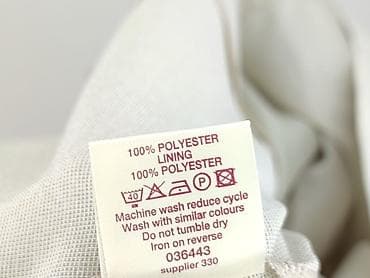 100% POLYESTER
LINING
100% POLYESTER
40 P
Machine wash reduce cycle
Wash with similar colours
Do not tumble dry
Iron on reverse
036443
supplier 330